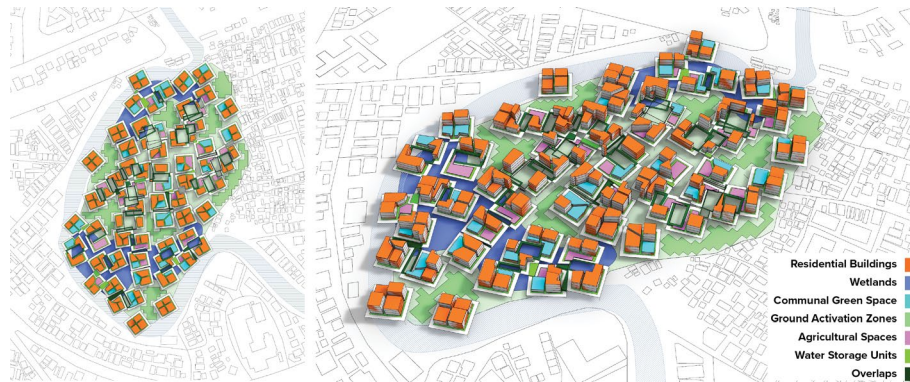 Residential Buildings
Wetlands
Communal Green Space
Ground Activation Zones
Agricultural Spaces
Water Storage Units
Overlaps